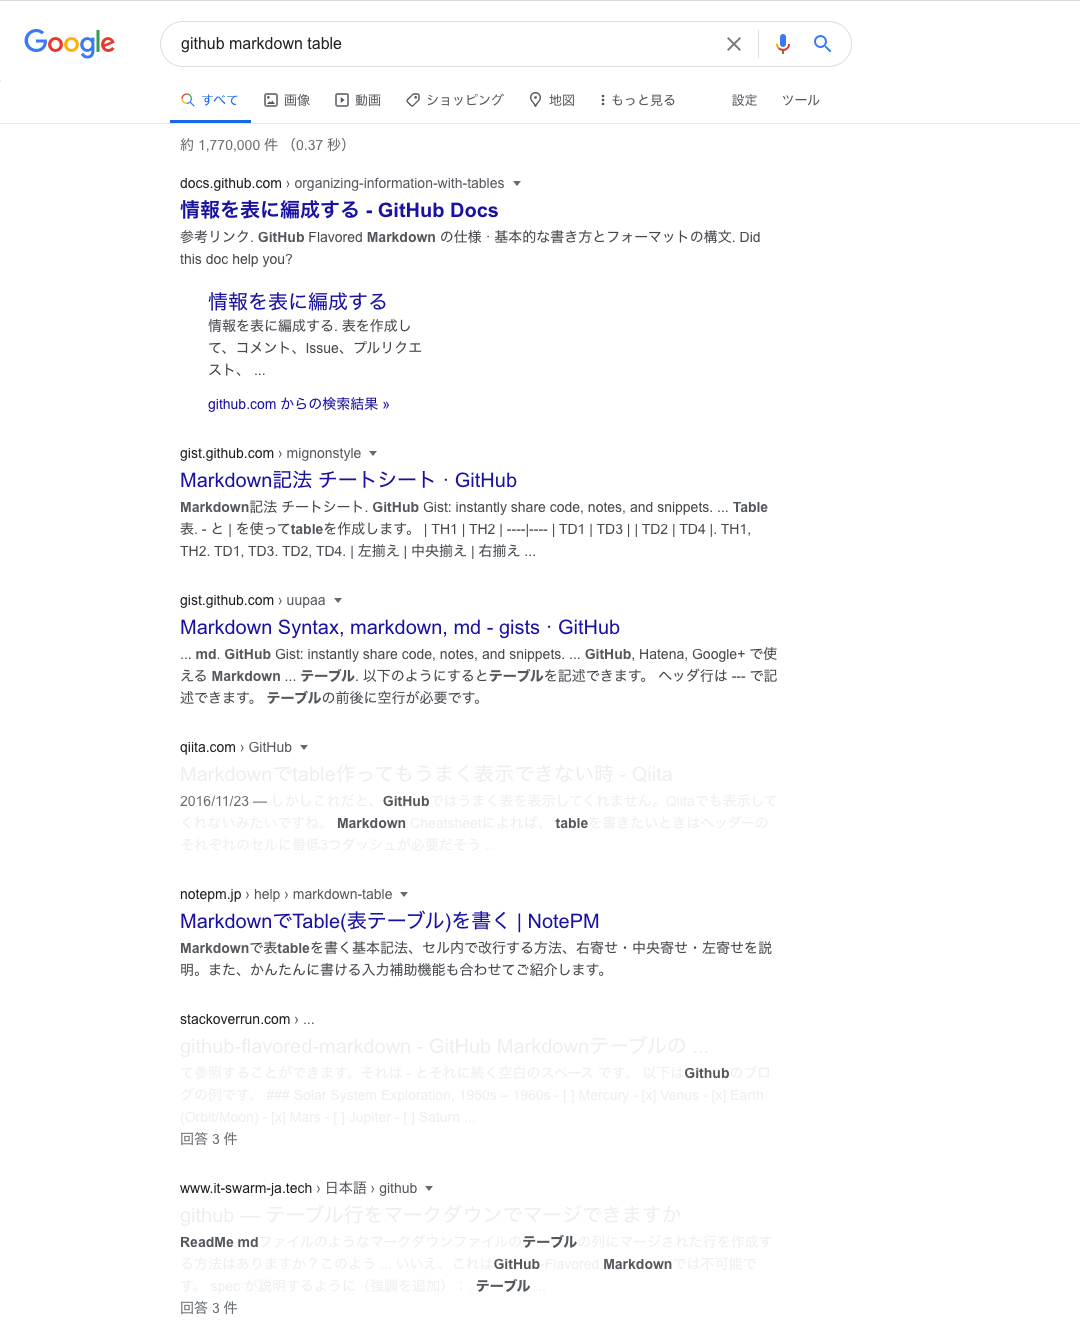 Google
github markdown table
すべて 画像 動画 ショッピング 地図 もっと見る 設定 ツール
約 1,770,000 件 （0.37 秒）
docs.github.com › organizing-information-with-tables
情報を表に編成する - GitHub Docs
参考リンク. GitHub Flavored Markdown の仕様 · 基本的な書き方とフォーマットの構文. Did
this doc help you?
情報を表に編成する
情報を表に編成する. 表を作成し
て、コメント、Issue、プルリクエ
スト、 ...
github.com からの検索結果 »
gist.github.com › mignonstyle
Markdown記法 チートシート · GitHub
Markdown記法 チートシート. GitHub Gist: instantly share code, notes, and snippets. ... Table
表. - と | を使ってtableを作成します。 | TH1 | TH2 | ----|---- | TD1 | TD3 | | TD2 | TD4 |. TH1,
TH2. TD1, TD3. TD2, TD4. | 左揃え | 中央揃え | 右揃え ...
gist.github.com › uupaa
Markdown Syntax, markdown, md - gists · GitHub
... md. GitHub Gist: instantly share code, notes, and snippets. ... GitHub, Hatena, Google+ で使
える Markdown ... テーブル. 以下のようにするとテーブルを記述できます。 ヘッダ行は --- で記
述できます。 テーブルの前後に空行が必要です。
qiita.com › GitHub
Markdownでtable作ってもうまく表示できない時 - Qiita
2016/11/23 — しかしこれだと、GitHubではうまく表を表示してくれません。Qiitaでも表示して
くれないみたいですね。 Markdown Cheatsheetによれば、 tableを書きたいときはヘッダーの
それぞれのセルに最低3つダッシュが必要だそう ...
notepm.jp › help › markdown-table
MarkdownでTable(表テーブル)を書く | NotePM
Markdownで表tableを書く基本記法、セル内で改行する方法、右寄せ・中央寄せ・左寄せを説
明。また、かんたんに書ける入力補助機能も合わせてご紹介します。
stackoverrun.com › ...
github-flavored-markdown - GitHub Markdownテーブルの ...
て参照することができます。それは - とそれに続く空白のスペース です。 以下はGithubのブロ
グの例です。 ### Solar System Exploration, 1950s – 1960s - [ ] Mercury - [x] Venus - [x] Earth
(Orbit/Moon) - [x] Mars - [ ] Jupiter - [ ] Saturn ...
回答 3 件
www.it-swarm-ja.tech › 日本語 › github
github — テーブル行をマークダウンでマージできますか
ReadMe mdファイルのようなマークダウンファイルのテーブルの列にマージされた行を作成す
る方法はありますか？このよう ... いいえ、これはGitHub-Flavored Markdownでは不可能で
す。 spec が説明するように（強調を追加）： . テーブル ...
回答 3 件